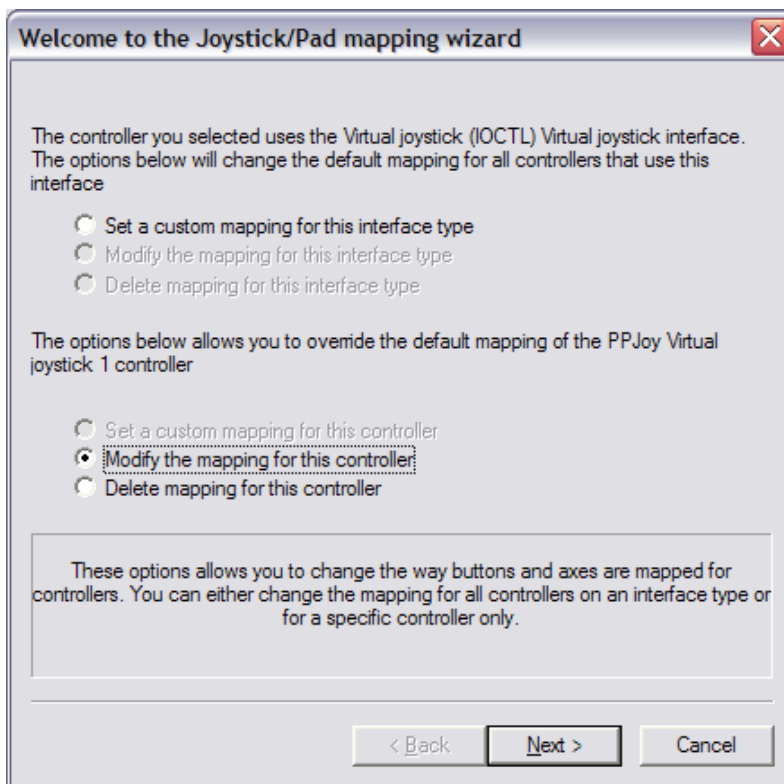 Welcome to the Joystick/Pad mapping wizard
The controller you selected uses the Virtual joystick (IOCTL) Virtual joystick interface.
The options below will change the default mapping for all controllers that use this
interface
Set a custom mapping for this interface type
Modify the mapping for this interface type
Delete mapping for this interface type
The options below allows you to override the default mapping of the PPJoy Virtual
joystick 1 controller
Set a custom mapping for this controller
Modify the mapping for this controller
Delete mapping for this controller
These options allows you to change the way buttons and axes are mapped for
controllers. You can either change the mapping for all controllers on an interface type or
for a specific controller only.
< Back
Next >
Cancel